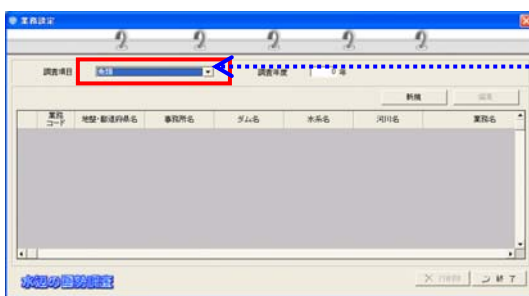 業務設定
調査項目 魚類 調査年度 0 年
新規
業務コード 地整・都道府県名 事務所名 ダム名 水系名 河川名 業務名
水辺の国勢調査
終 了